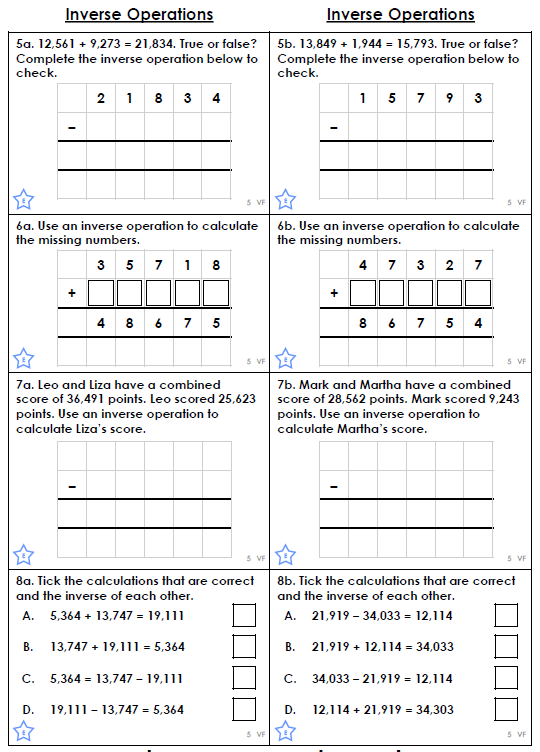 Inverse Operations
Inverse Operations
5a. 12,561 + 9,273 = 21,834. True or false?
Complete the inverse operation below to
check.
2 1 8 3 4
–
E
5 VF
5b. 13,849 + 1,944 = 15,793. True or false?
Complete the inverse operation below to
check.
1 5 7 9 3
–
E
5 VF
6a. Use an inverse operation to calculate
the missing numbers.
3 5 7 1 8
+
4 8 6 7 5
E
5 VF
6b. Use an inverse operation to calculate
the missing numbers.
4 7 3 2 7
+
8 6 7 5 4
E
5 VF
7a. Leo and Liza have a combined
score of 36,491 points. Leo scored 25,623
points. Use an inverse operation to
calculate Liza’s score.
–
E
5 VF
7b. Mark and Martha have a combined
score of 28,562 points. Mark scored 9,243
points. Use an inverse operation to
calculate Martha’s score.
–
E
5 VF
8a. Tick the calculations that are correct
and the inverse of each other.
A. 5,364 + 13,747 = 19,111
B. 13,747 + 19,111 = 5,364
C. 5,364 = 13,747 – 19,111
D. 19,111 – 13,747 = 5,364
E
5 VF
8b. Tick the calculations that are correct
and the inverse of each other.
A. 21,919 – 34,033 = 12,114
B. 21,919 + 12,114 = 34,033
C. 34,033 – 21,919 = 12,114
D. 12,114 + 21,919 = 34,303
E
5 VF